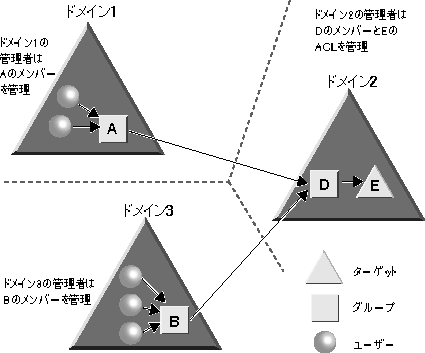 ドメイン1
ドメイン1の
管理者は
Aのメンバー
を管理
A
ドメイン2の管理者は
DのメンバーとEの
ACLを管理
ドメイン2
D
E
ドメイン3
ドメイン3の管理者は
Bのメンバーを管理
B
ターゲット
グループ
ユーザー